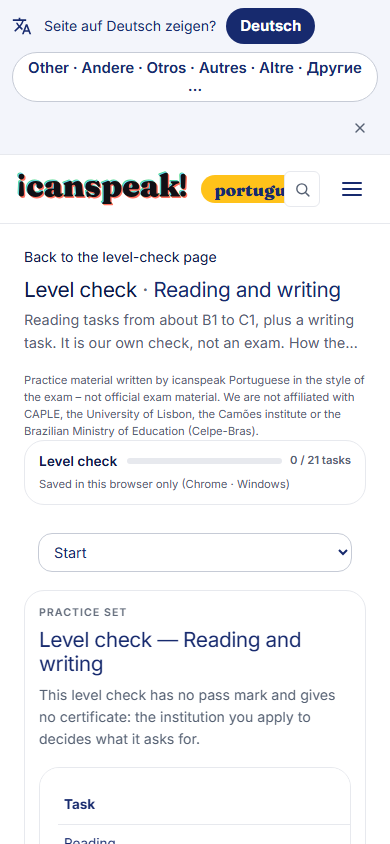 Seite auf Deutsch zeigen? Deutsch
Other · Andere · Otros · Autres · Altre · Другие
...
icanspeak!
Back to the level-check page
Level check · Reading and writing
Reading tasks from about B1 to C1, plus a writing
task. It is our own check, not an exam. How the...
Practice material written by icanspeak Portuguese in the style of
the exam – not official exam material. We are not affiliated with
CAPLE, the University of Lisbon, the Camões institute or the
Brazilian Ministry of Education (Celpe-Bras).
Level check 0 / 21 tasks
Saved in this browser only (Chrome · Windows)
Start
PRACTICE SET
Level check — Reading and
writing
This level check has no pass mark and gives
no certificate: the institution you apply to
decides what it asks for.
Task
Reading